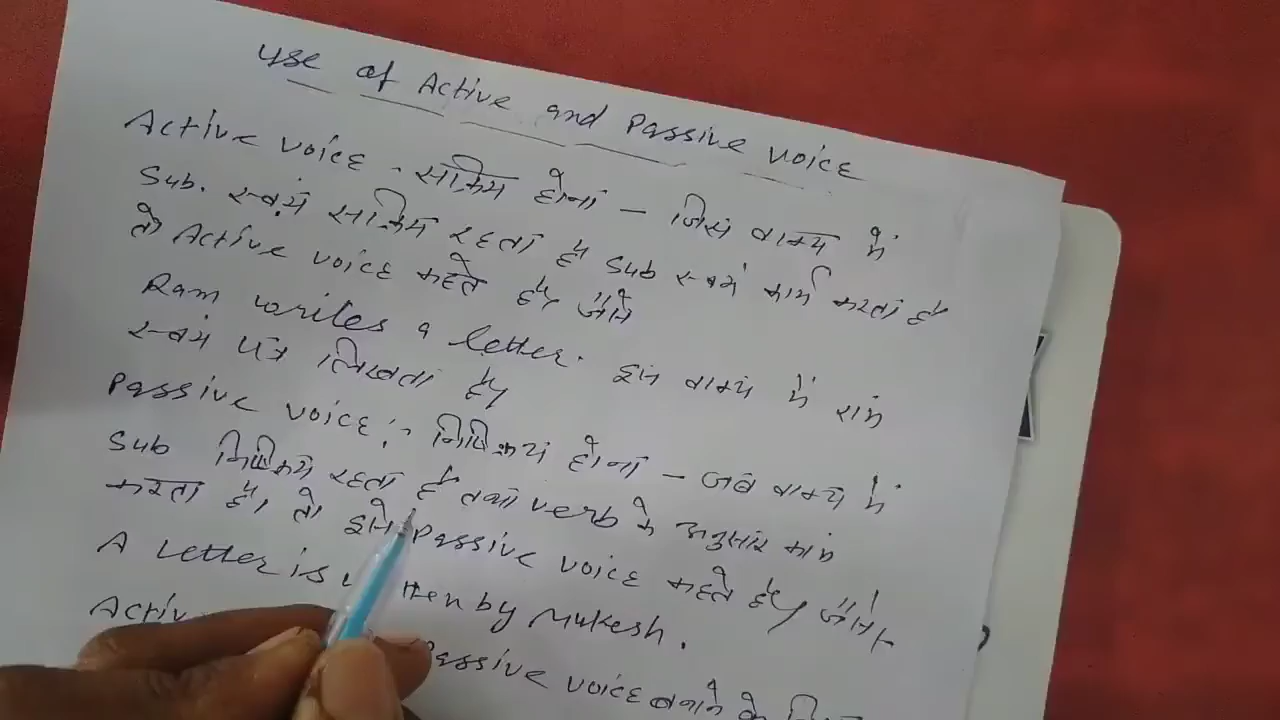 Use of Active and Passive voice
Active voice - सक्रिय होना - जिस वाक्य में
Sub. स्वयं सक्रिय रहता है Sub स्वयं कार्य करता है
तो Active voice कहते है, जैसे
Ram writes a letter. इस वाक्य में राम
स्वयं पत्र लिखता है,
Passive voice :- निष्क्रिय होना - जब वाक्य में
Sub निष्क्रिय रहता है तथा verb के अनुसार काम
करता है, तो इसे Passive voice कहते है, जैसे
A letter is written by Mukesh.
Passive voice बनाने के